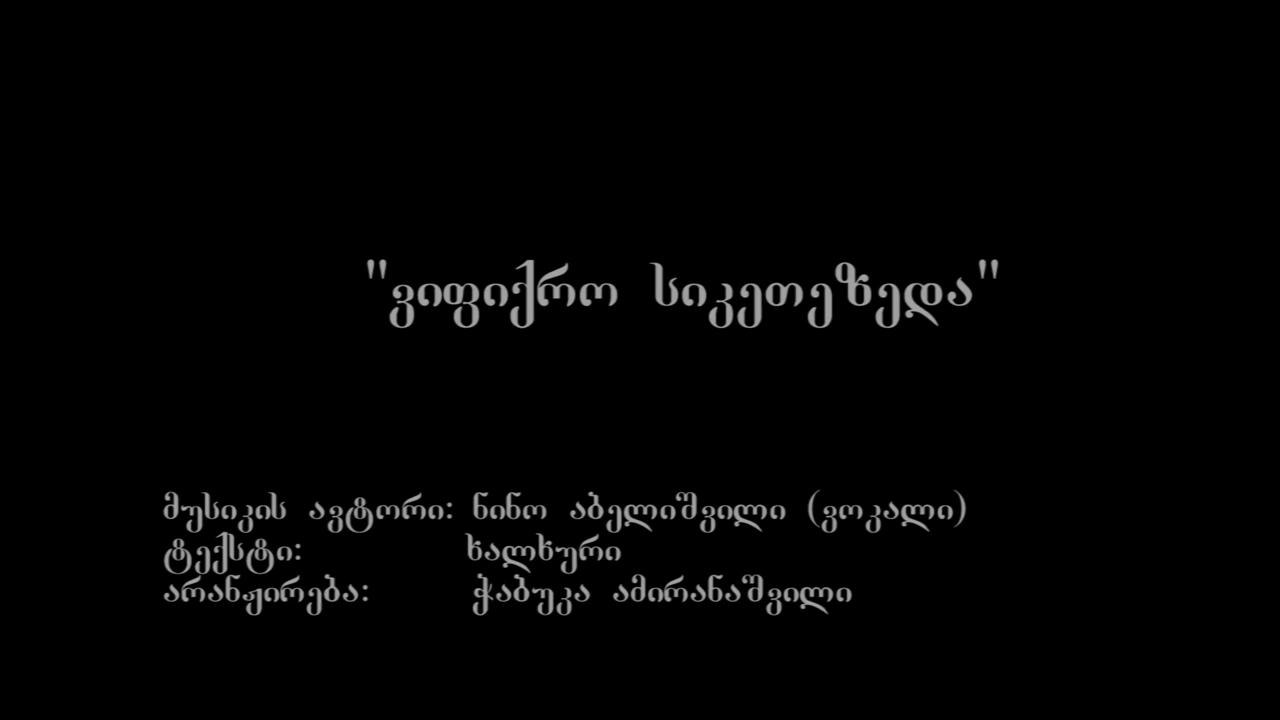 "ვიფიქრო სიკეთეზედა"
მუსიკის ავტორი: ნინო აბელიშვილი (ვოკალი)
ტექსტი: ხალხური
არანჟირება: ჭაბუკა ამირანაშვილი